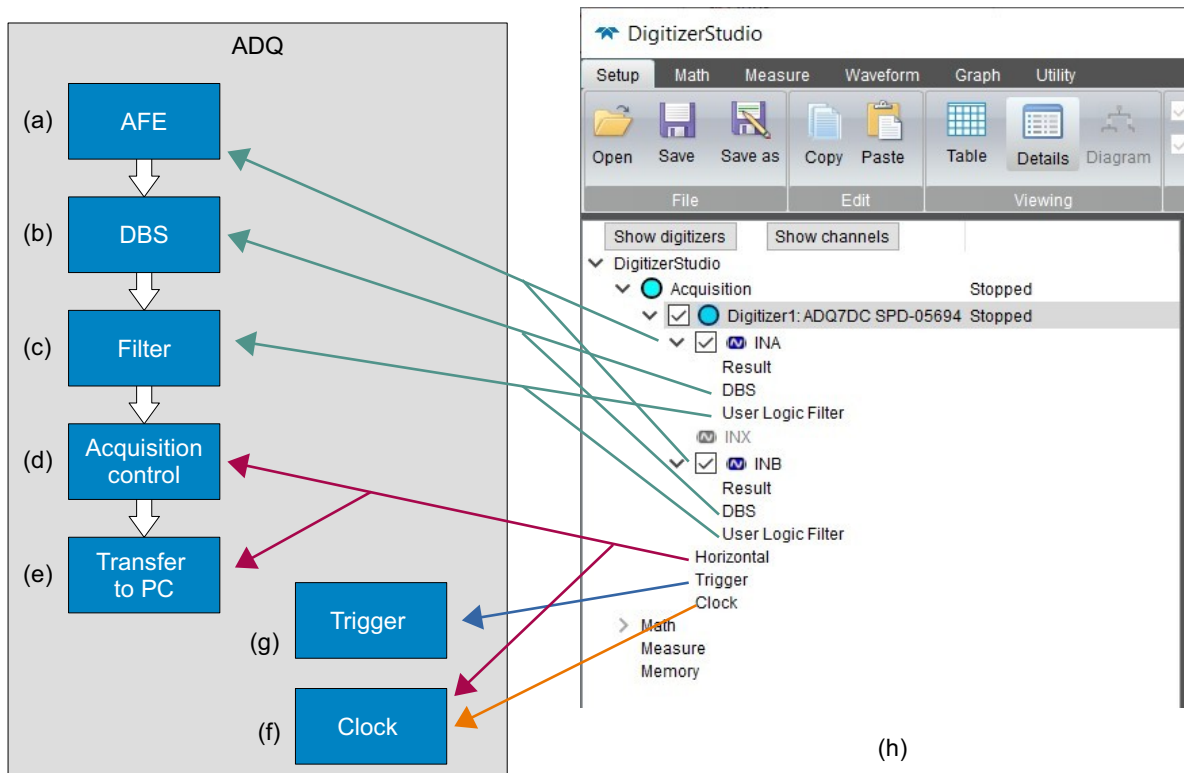 ADQ
(a)
AFE
(b)
DBS
(c)
Filter
(d)
Acquisition
control
(e)
Transfer
to PC
(g)
Trigger
(f)
Clock
DigitizerStudio
Setup Math Measure Waveform Graph Utility
Open Save Save as Copy Paste Table Details Diagram
File Edit Viewing
Show digitizers Show channels
DigitizerStudio
Acquisition Stopped
Digitizer1: ADQ7DC SPD-05694 Stopped
INA
Result
DBS
User Logic Filter
INX
INB
Result
DBS
User Logic Filter
Horizontal
Trigger
Clock
Math
Measure
Memory
(h)